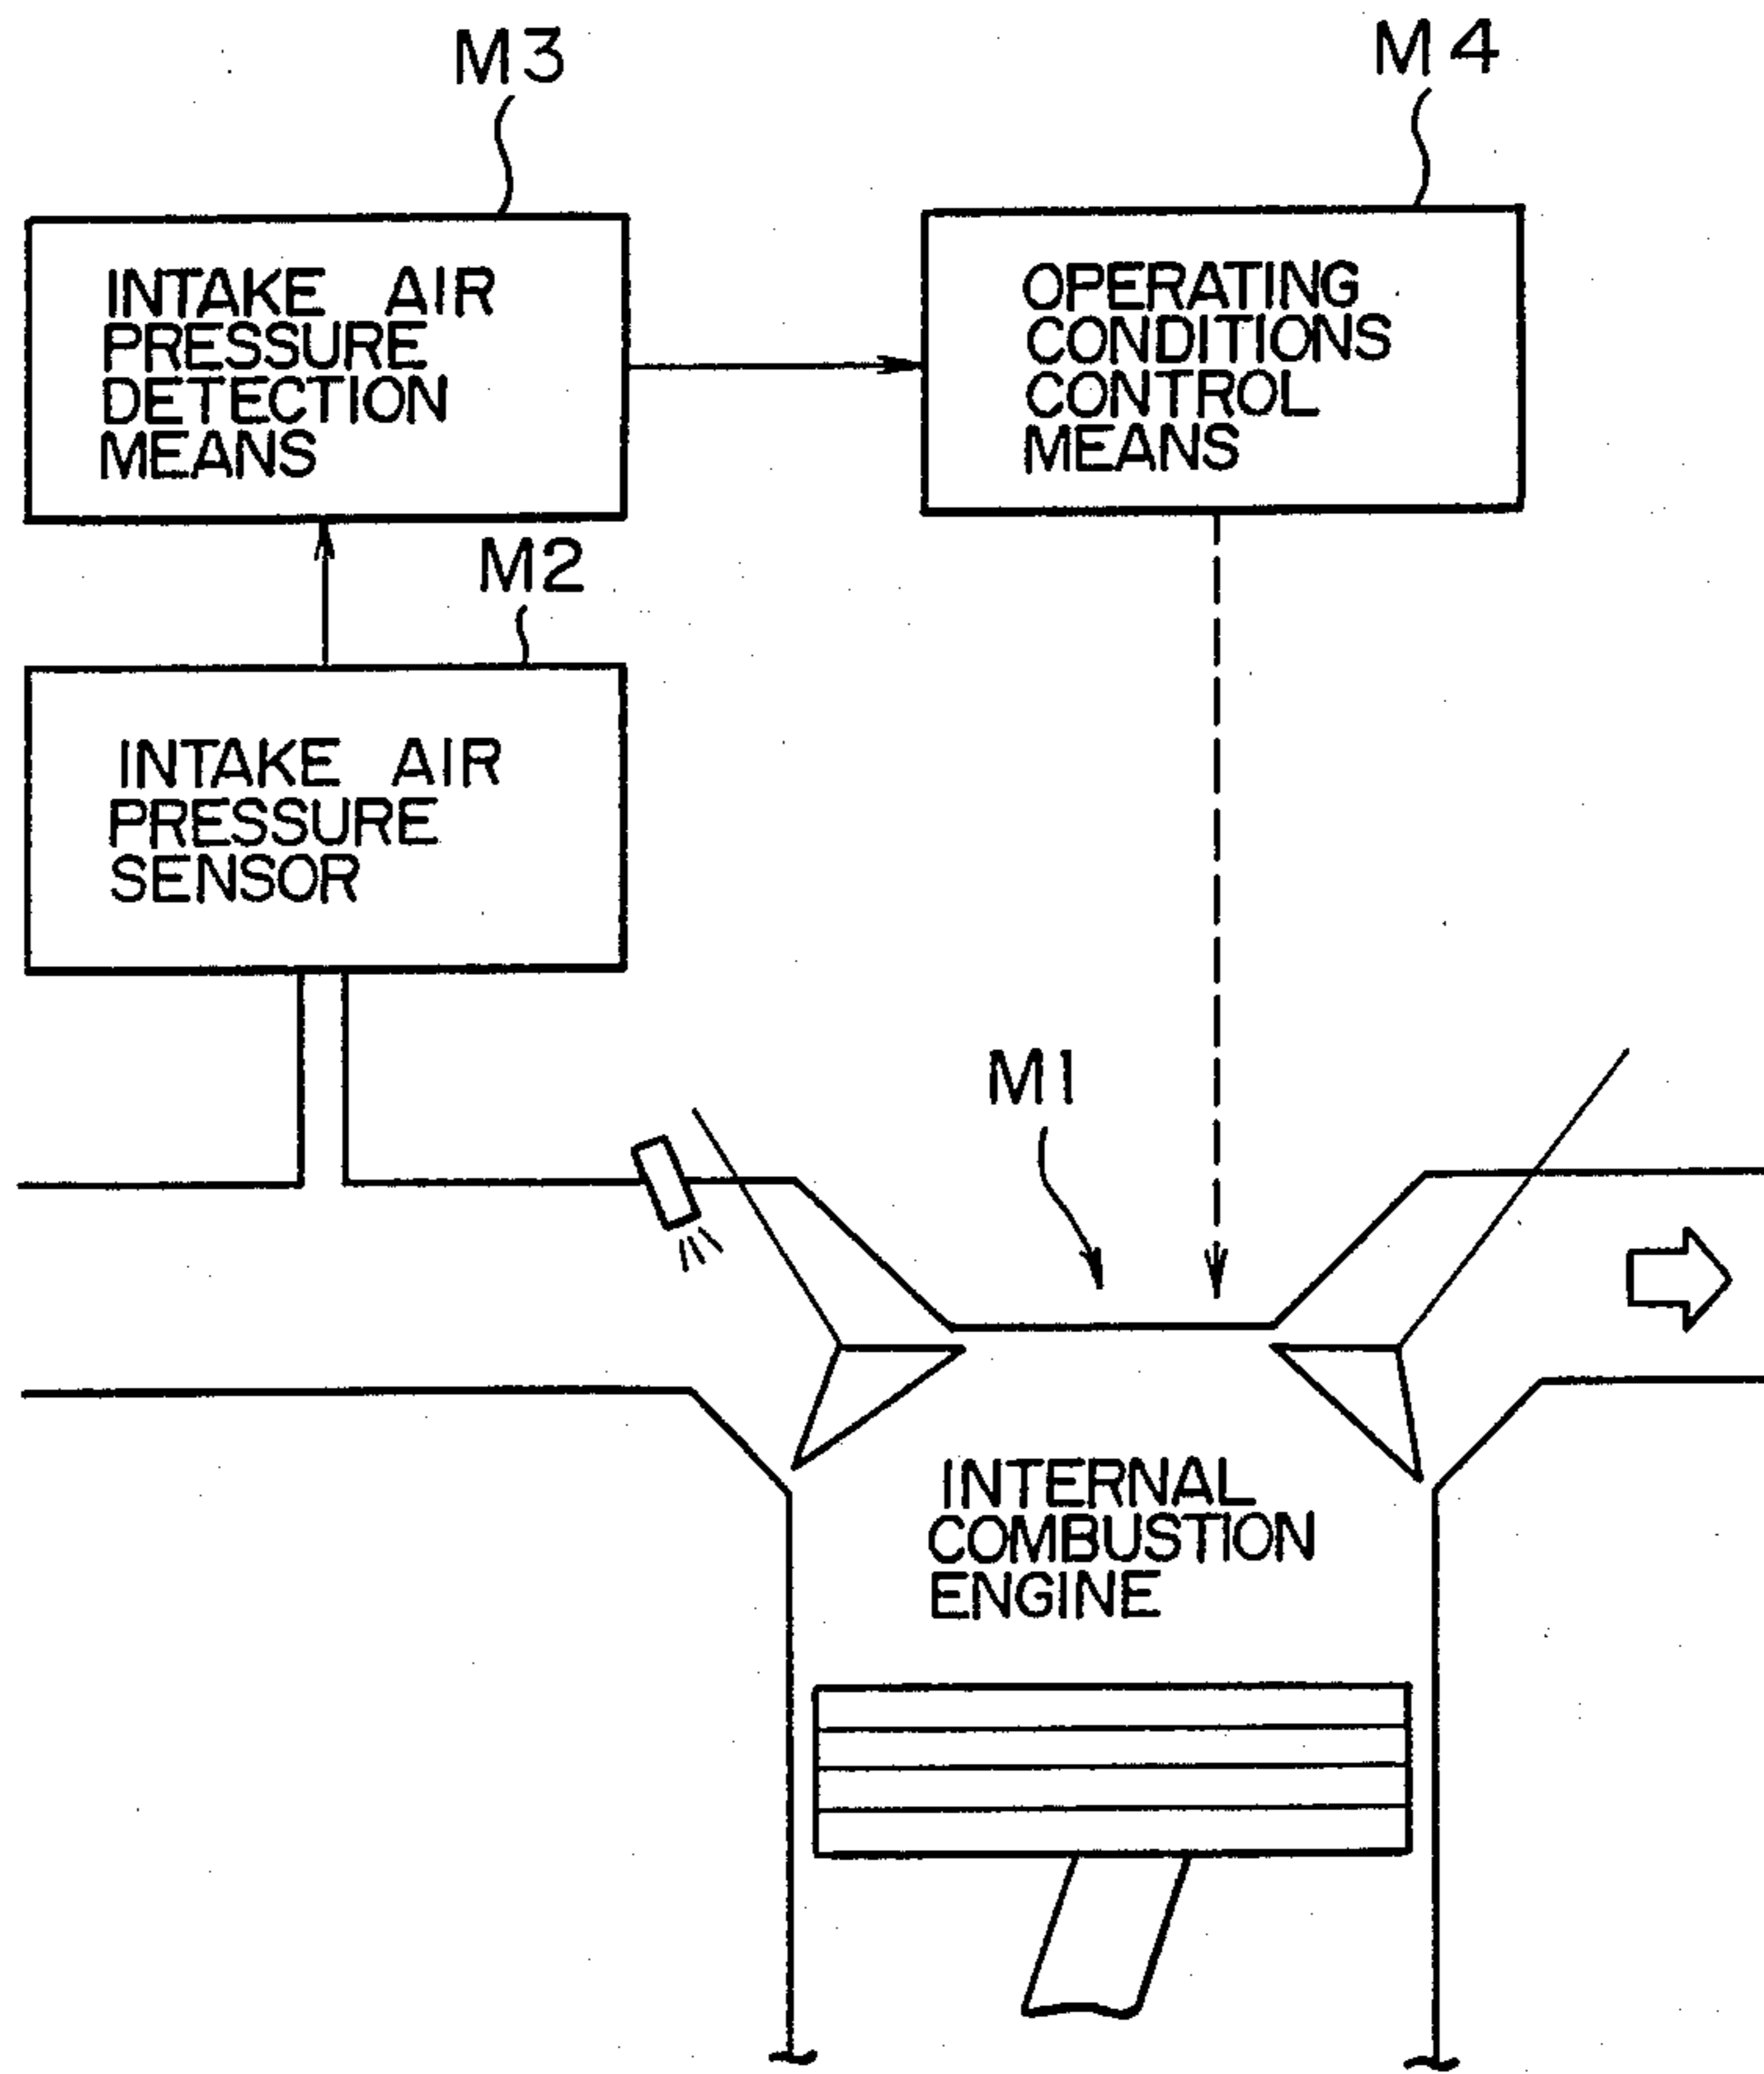 M3
M4
INTAKE AIR
PRESSURE
DETECTION
MEANS
OPERATING
CONDITIONS
CONTROL
MEANS
M2
INTAKE AIR
PRESSURE
SENSOR
M1
INTERNAL
COMBUSTION
ENGINE